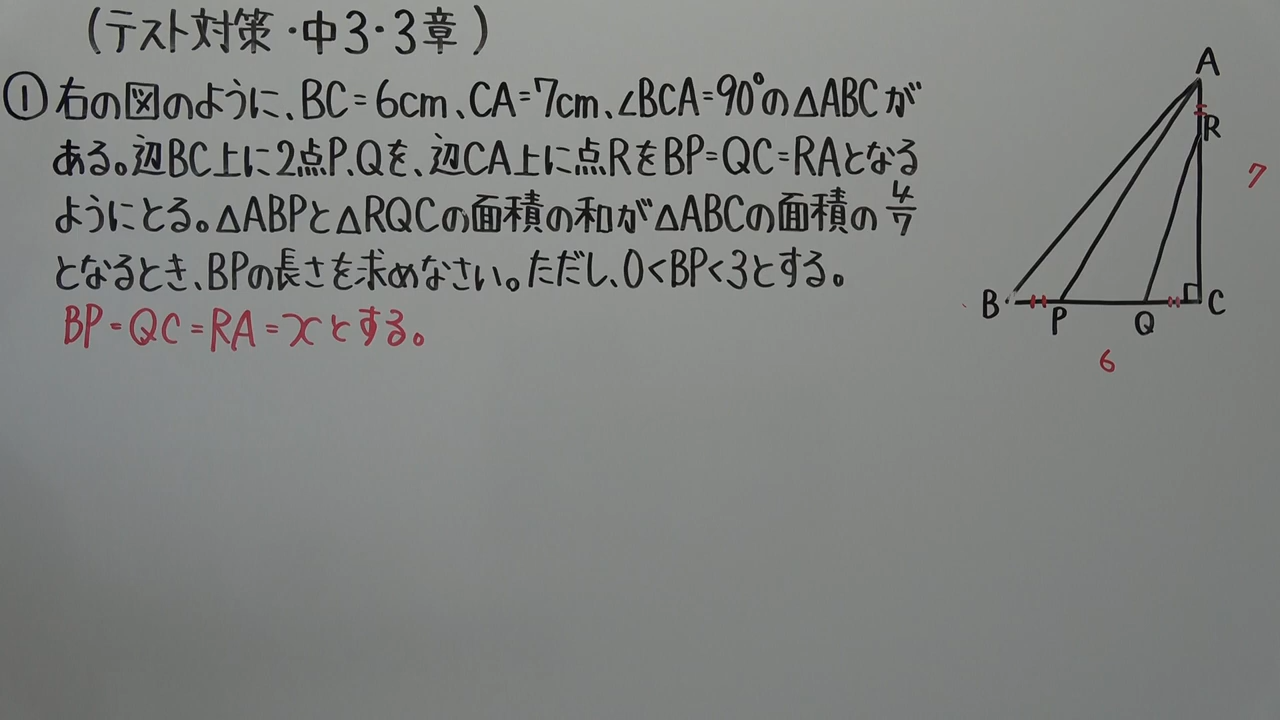 (テスト対策・中3・3章)
① 右の図のように、BC=6cm、CA=7cm、∠BCA=90°の△ABCが
ある。辺BC上に2点P、Qを、辺CA上に点RをBP=QC=RAとなる
ようにとる。△ABPと△RQCの面積の和が△ABCの面積の4/7
となるとき、BPの長さを求めなさい。ただし、0<BP<3とする。
BP=QC=RA=xとする。
A
R
7
B
P
Q
C
6